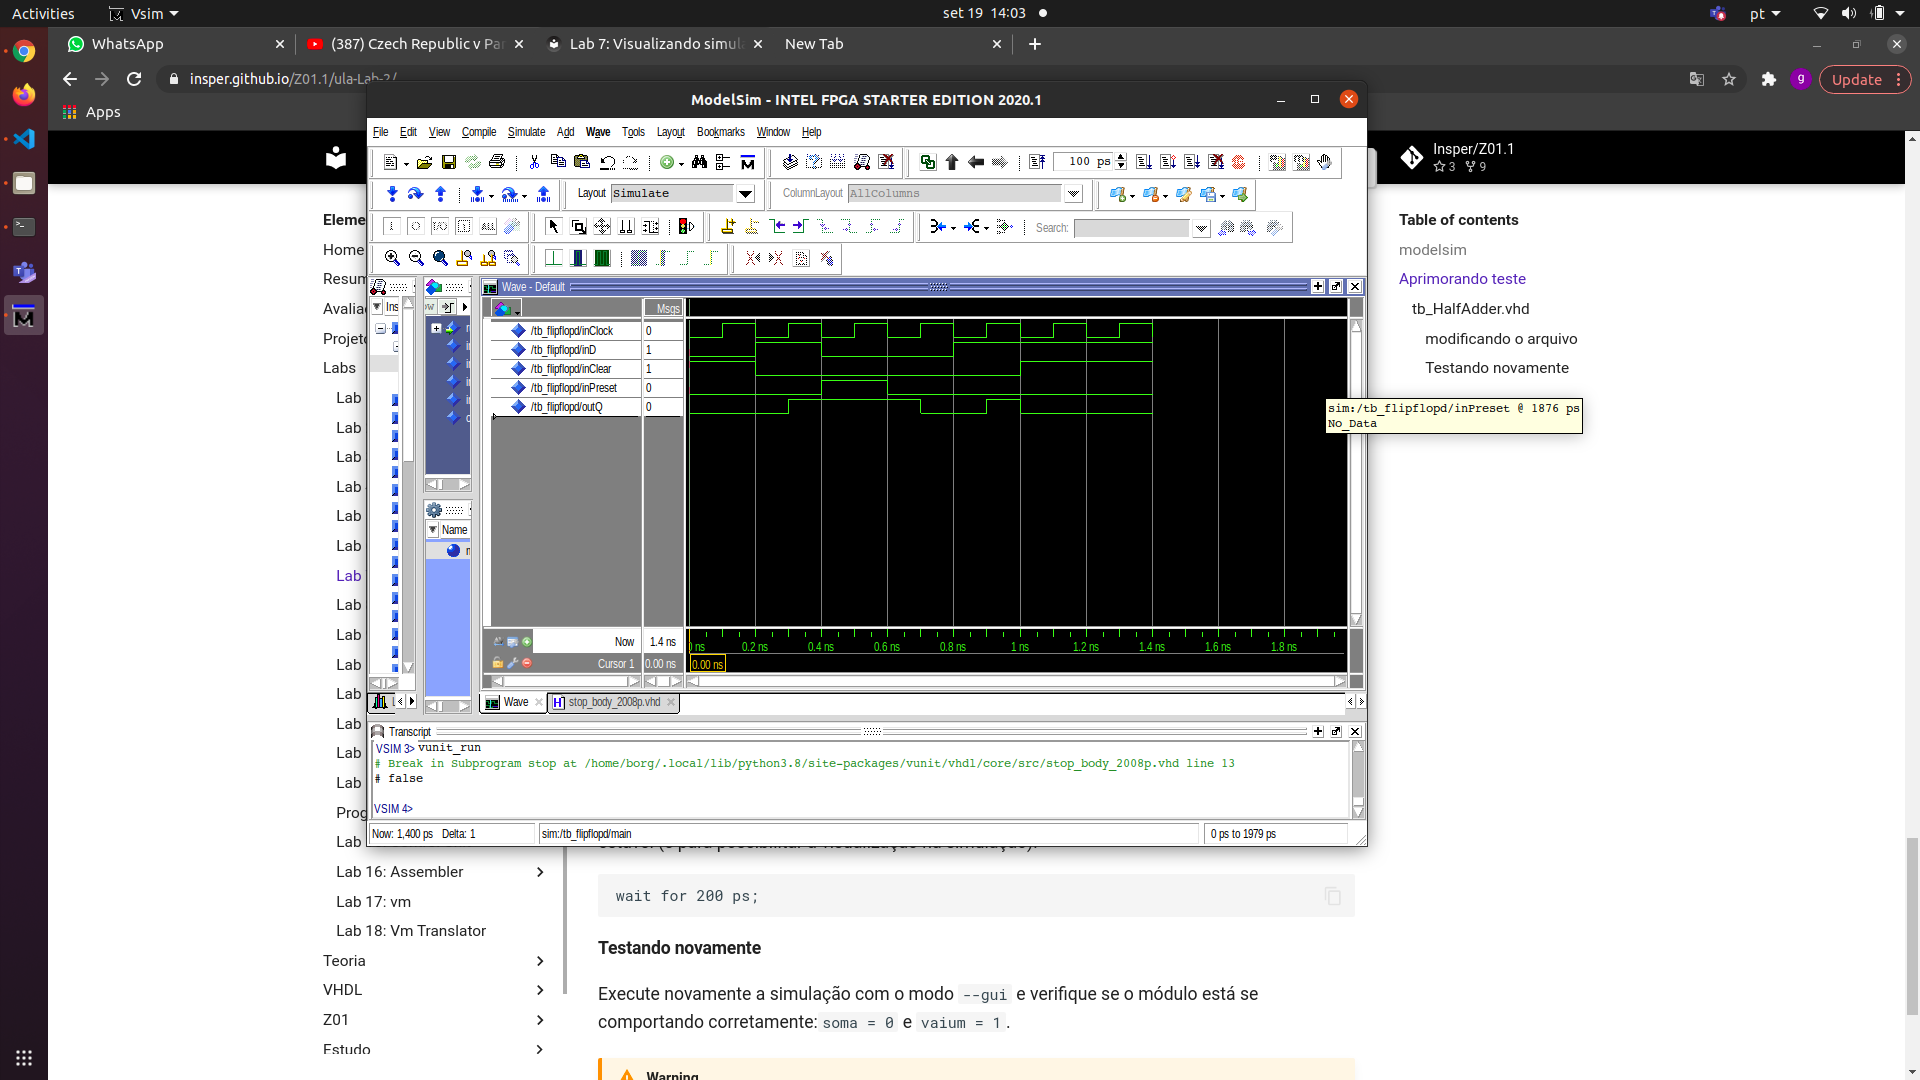 Activities
Vsim
set 19 14:03
pt
WhatsApp
(387) Czech Republic v Pa
Lab 7: Visualizando simul
New Tab
insper.github.io/Z01.1/ula-Lab-2/
Update
Apps
ModelSim - INTEL FPGA STARTER EDITION 2020.1
File Edit View Compile Simulate Add Wave Tools Layout Bookmarks Window Help
100 ps
Layout Simulate
ColumnLayout AllColumns
Search:
Wave - Default
Msgs
/tb_flipflopd/inClock 0
/tb_flipflopd/inD 1
/tb_flipflopd/inClear 1
/tb_flipflopd/inPreset 0
/tb_flipflopd/outQ 0
Ins
Name
sim:/tb_flipflopd/inPreset @ 1876 ps
No_Data
Now 1.4 ns
ns 0.2 ns 0.4 ns 0.6 ns 0.8 ns 1 ns 1.2 ns 1.4 ns 1.6 ns 1.8 ns
Cursor 1 0.00 ns 0.00 ns
Wave stop_body_2008p.vhd
Transcript
VSIM 3> vunit_run
# Break in Subprogram stop at /home/borg/.local/lib/python3.8/site-packages/vunit/vhdl/core/src/stop_body_2008p.vhd line 13
# false
VSIM 4>
Now: 1,400 ps Delta: 1 sim:/tb_flipflopd/main 0 ps to 1979 ps
Insper/Z01.1
3 9
Table of contents
modelsim
Aprimorando teste
tb_HalfAdder.vhd
modificando o arquivo
Testando novamente
Eleme
Home
Resum
Avalia
Projet
Labs
Lab
Lab
Lab
Lab
Lab
Lab
Lab
Lab
Lab
Lab
Lab
Lab
Lab
Lab
Prog
Lab
Lab 16: Assembler
Lab 17: vm
Lab 18: Vm Translator
Teoria
VHDL
Z01
Estudo
wait for 200 ps;
Testando novamente
Execute novamente a simulação com o modo --gui e verifique se o módulo está se
comportando corretamente: soma = 0 e vaium = 1 .
Warning